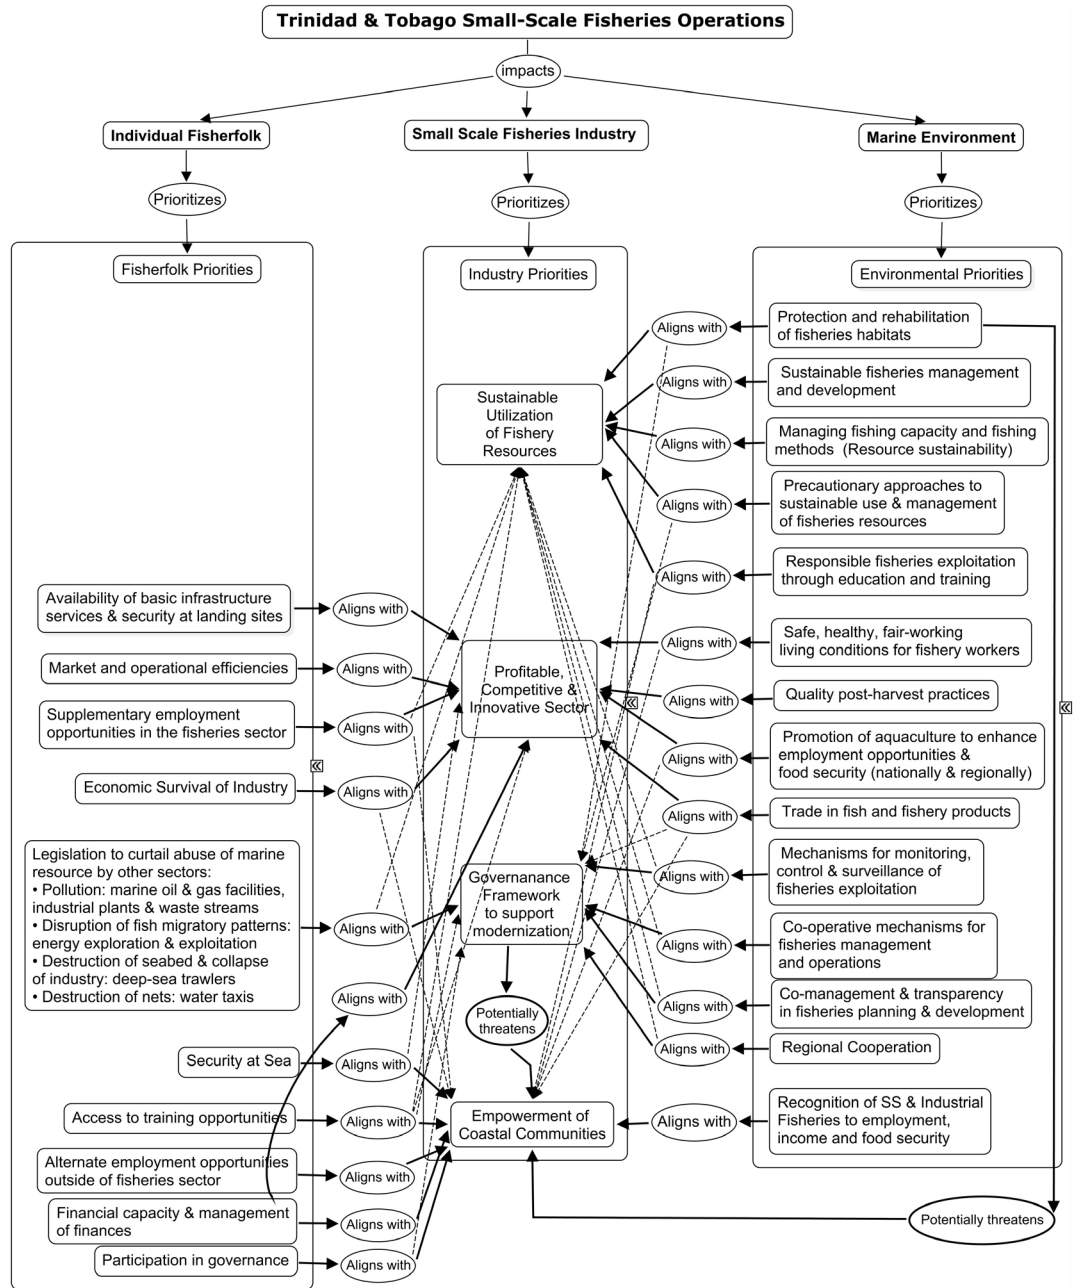 Trinidad & Tobago Small-Scale Fisheries Operations
impacts
Individual Fisherfolk
Small Scale Fisheries Industry
Marine Environment
Prioritizes
Prioritizes
Prioritizes
Fisherfolk Priorities
Availability of basic infrastructure
services & security at landing sites
Aligns with
Market and operational efficiencies
Aligns with
Supplementary employment
opportunities in the fisheries sector
Aligns with
Economic Survival of Industry
Aligns with
Legislation to curtail abuse of marine
resource by other sectors:
• Pollution: marine oil & gas facilities,
industrial plants & waste streams
• Disruption of fish migratory patterns:
energy exploration & exploitation
• Destruction of seabed & collapse
of industry: deep-sea trawlers
• Destruction of nets: water taxis
Aligns with
Aligns with
Security at Sea
Aligns with
Access to training opportunities
Aligns with
Alternate employment opportunities
outside of fisheries sector
Aligns with
Financial capacity & management
of finances
Aligns with
Participation in governance
Aligns with
Industry Priorities
Sustainable
Utilization
of Fishery
Resources
Profitable,
Competitive &
Innovative Sector
Governanance
Framework
to support
modernization
Potentially
threatens
Empowerment of
Coastal Communities
Environmental Priorities
Aligns with
Protection and rehabilitation
of fisheries habitats
Aligns with
Sustainable fisheries management
and development
Aligns with
Managing fishing capacity and fishing
methods (Resource sustainability)
Aligns with
Precautionary approaches to
sustainable use & management
of fisheries resources
Aligns with
Responsible fisheries exploitation
through education and training
Aligns with
Safe, healthy, fair-working
living conditions for fishery workers
Aligns with
Quality post-harvest practices
Aligns with
Promotion of aquaculture to enhance
employment opportunities &
food security (nationally & regionally)
Aligns with
Trade in fish and fishery products
Aligns with
Mechanisms for monitoring,
control & surveillance of
fisheries exploitation
Aligns with
Co-operative mechanisms for
fisheries management
and operations
Aligns with
Co-management & transparency
in fisheries planning & development
Aligns with
Regional Cooperation
Aligns with
Recognition of SS & Industrial
Fisheries to employment,
income and food security
Potentially threatens